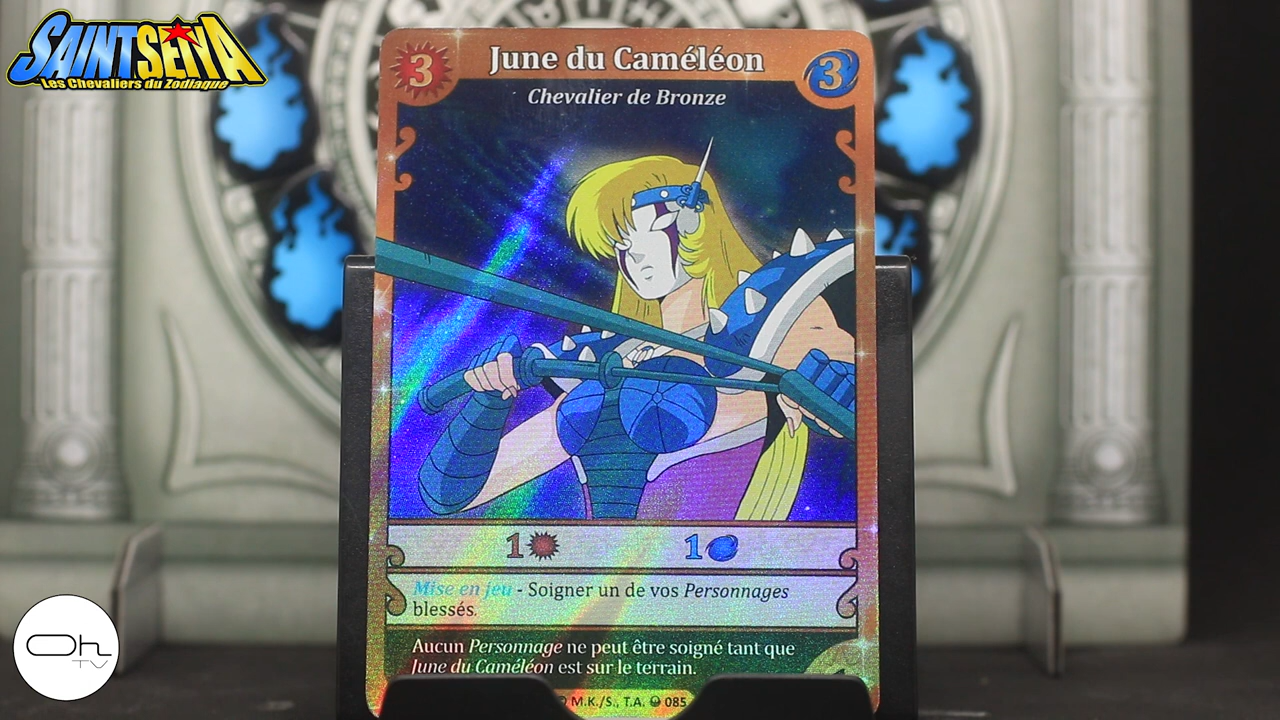 SAINT SEIYA
Les Chevaliers du Zodiaque
3 June du Caméléon 3
Chevalier de Bronze
1 1
Mise en jeu - Soigner un de vos Personnages
blessés.
Aucun Personnage ne peut être soigné tant que
June du Caméléon est sur le terrain.
© M.K./S., T.A. 085
Oh
TV